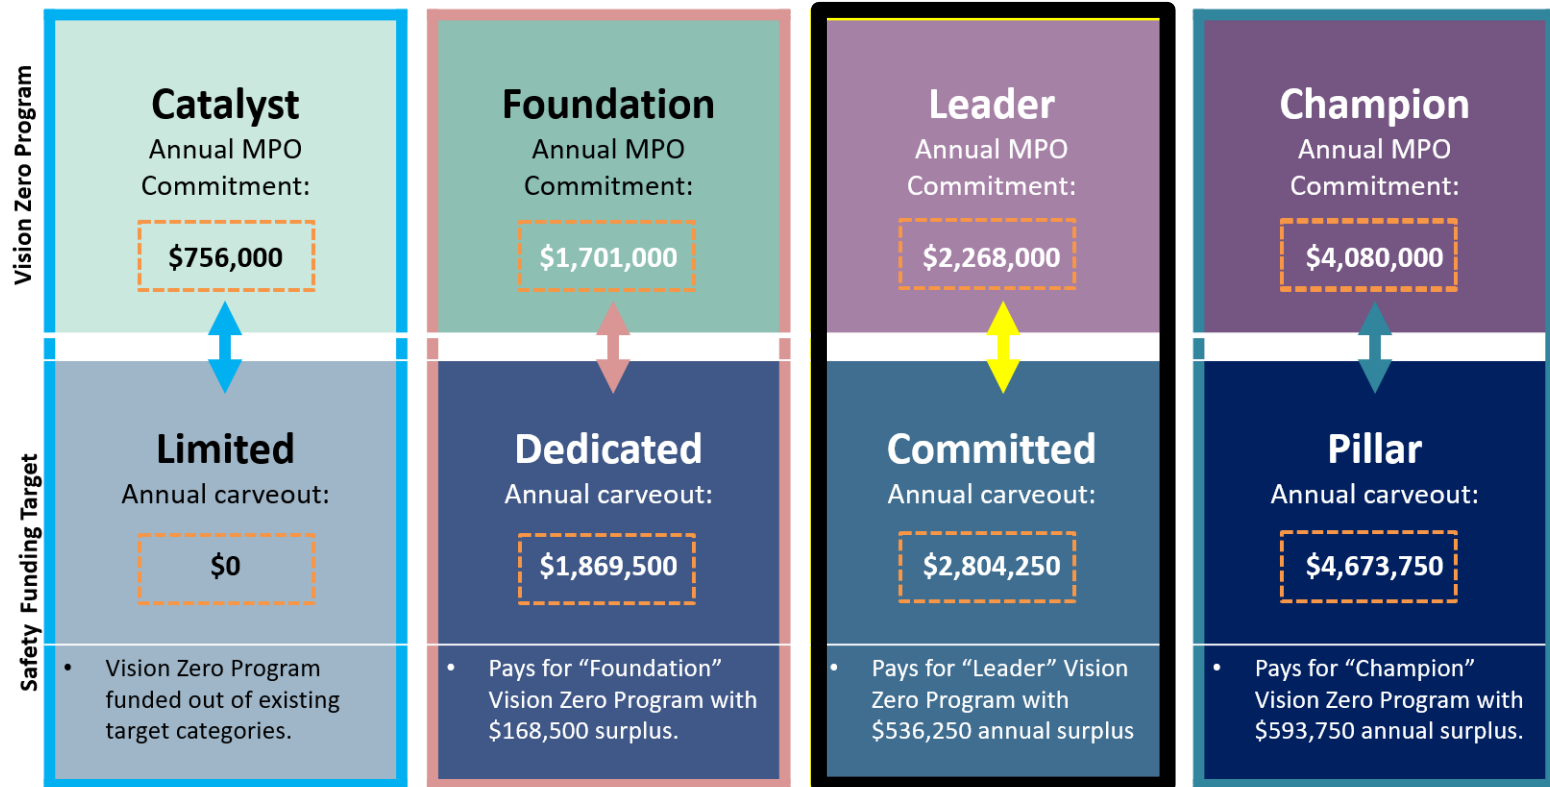 Vision Zero Program
Catalyst
Annual MPO
Commitment:
$756,000
Foundation
Annual MPO
Commitment:
$1,701,000
Leader
Annual MPO
Commitment:
$2,268,000
Champion
Annual MPO
Commitment:
$4,080,000
Safety Funding Target
Limited
Annual carveout:
$0
• Vision Zero Program
funded out of existing
target categories.
Dedicated
Annual carveout:
$1,869,500
• Pays for “Foundation”
Vision Zero Program with
$168,500 surplus.
Committed
Annual carveout:
$2,804,250
• Pays for “Leader” Vision
Zero Program with
$536,250 annual surplus
Pillar
Annual carveout:
$4,673,750
• Pays for “Champion”
Vision Zero Program with
$593,750 annual surplus.